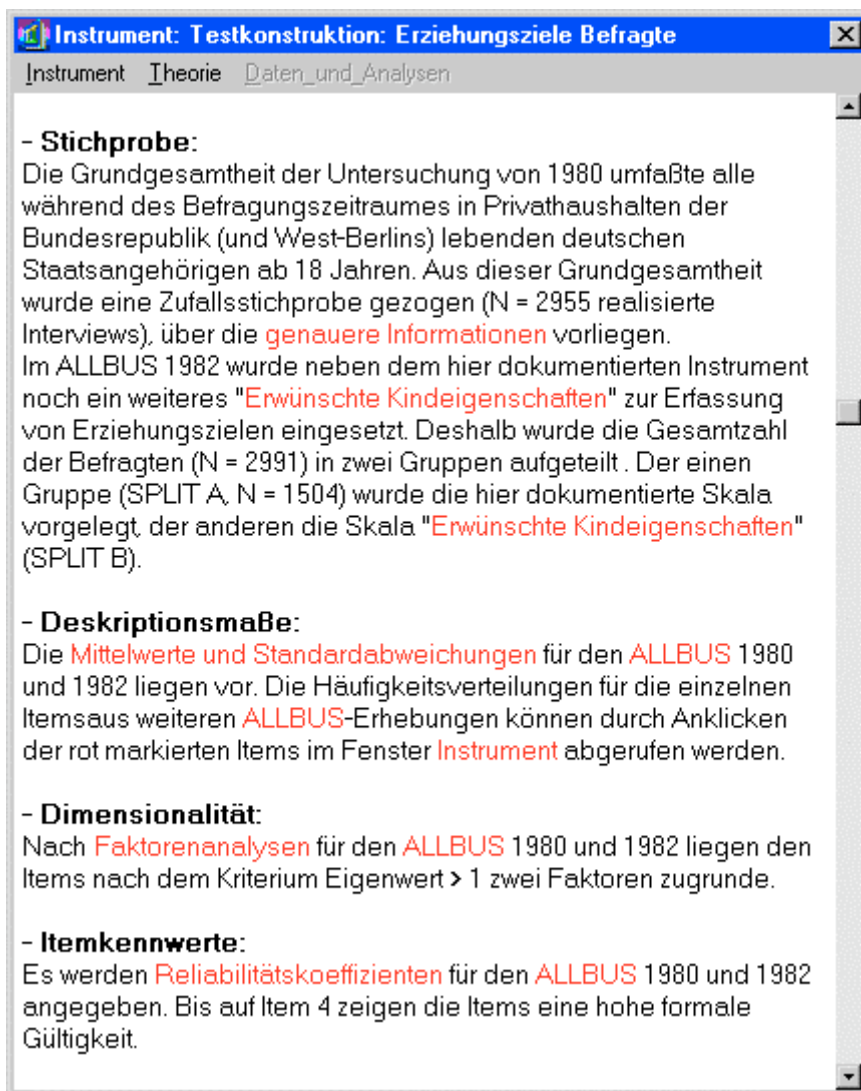 Instrument: Testkonstruktion: Erziehungsziele Befragte
Instrument Theorie Daten_und_Analysen
- Stichprobe:
Die Grundgesamtheit der Untersuchung von 1980 umfaßte alle
während des Befragungszeitraumes in Privathaushalten der
Bundesrepublik (und West-Berlins) lebenden deutschen
Staatsangehörigen ab 18 Jahren. Aus dieser Grundgesamtheit
wurde eine Zufallsstichprobe gezogen (N = 2955 realisierte
Interviews), über die genauere Informationen vorliegen.
Im ALLBUS 1982 wurde neben dem hier dokumentierten Instrument
noch ein weiteres "Erwünschte Kindeigenschaften" zur Erfassung
von Erziehungszielen eingesetzt. Deshalb wurde die Gesamtzahl
der Befragten (N = 2991) in zwei Gruppen aufgeteilt . Der einen
Gruppe (SPLIT A, N = 1504) wurde die hier dokumentierte Skala
vorgelegt, der anderen die Skala "Erwünschte Kindeigenschaften"
(SPLIT B).
- Deskriptionsmaße:
Die Mittelwerte und Standardabweichungen für den ALLBUS 1980
und 1982 liegen vor. Die Häufigkeitsverteilungen für die einzelnen
Itemsaus weiteren ALLBUS-Erhebungen können durch Anklicken
der rot markierten Items im Fenster Instrument abgerufen werden.
- Dimensionalität:
Nach Faktorenanalysen für den ALLBUS 1980 und 1982 liegen den
Items nach dem Kriterium Eigenwert > 1 zwei Faktoren zugrunde.
- Itemkennwerte:
Es werden Reliabilitätskoeffizienten für den ALLBUS 1980 und 1982
angegeben. Bis auf Item 4 zeigen die Items eine hohe formale
Gültigkeit.